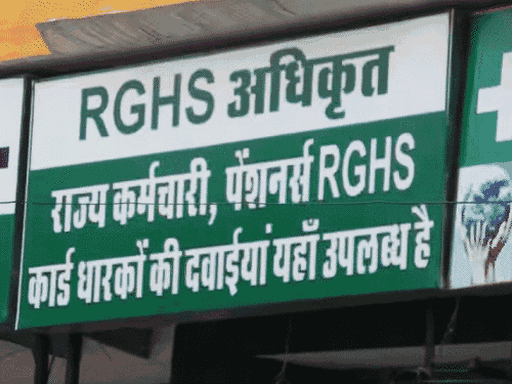 RGHS अधिकृत
राज्य कर्मचारी, पेंशनर्स RGHS
कार्ड धारकों की दवाईयां यहाँ उपलब्ध है